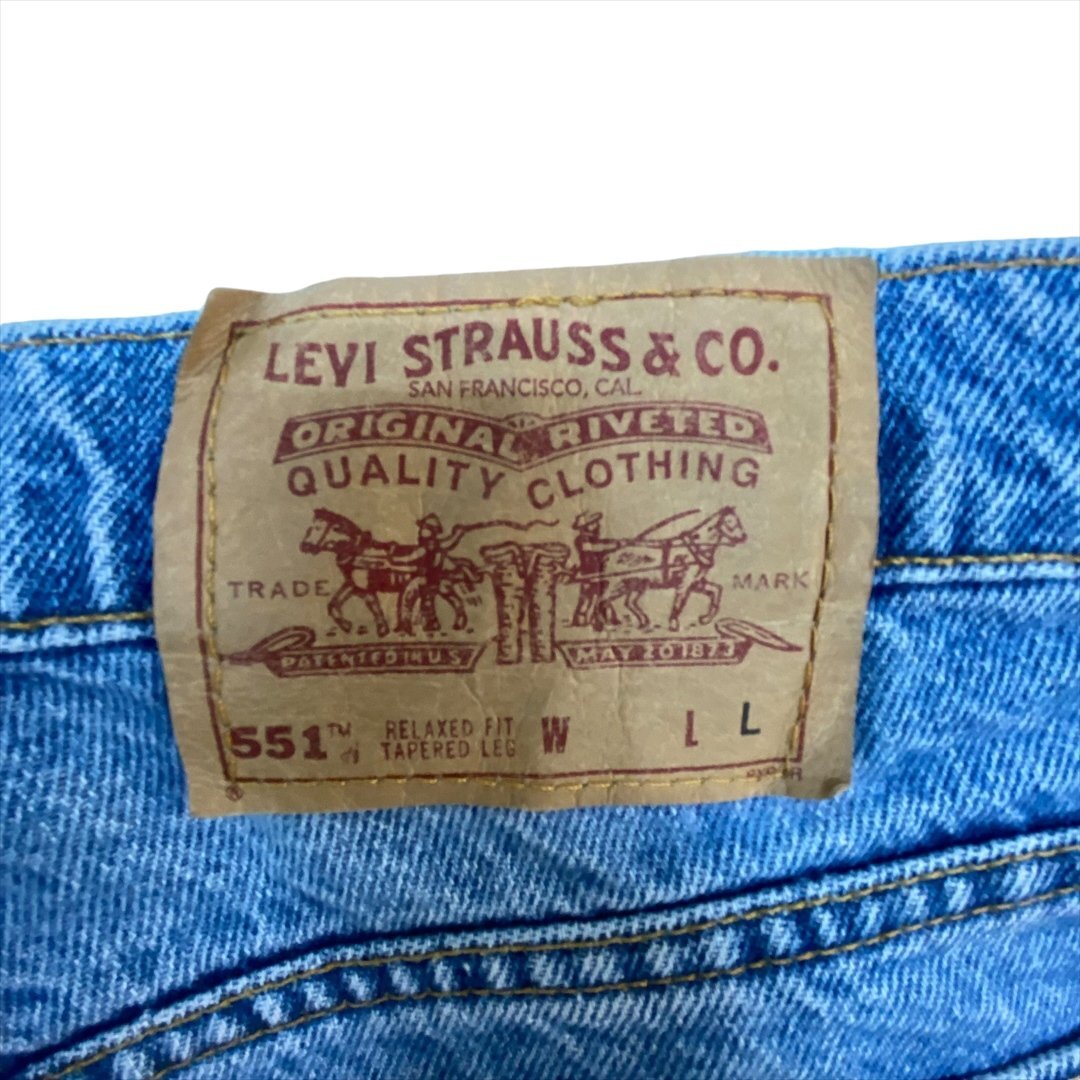 LEVI STRAUSS & CO.
SAN FRANCISCO, CAL.
ORIGINAL RIVETED
QUALITY CLOTHING
TRADE MARK
PATENTED IN U S MAY 20 1873
551™ RELAXED FIT W L L
TAPERED LEG
®